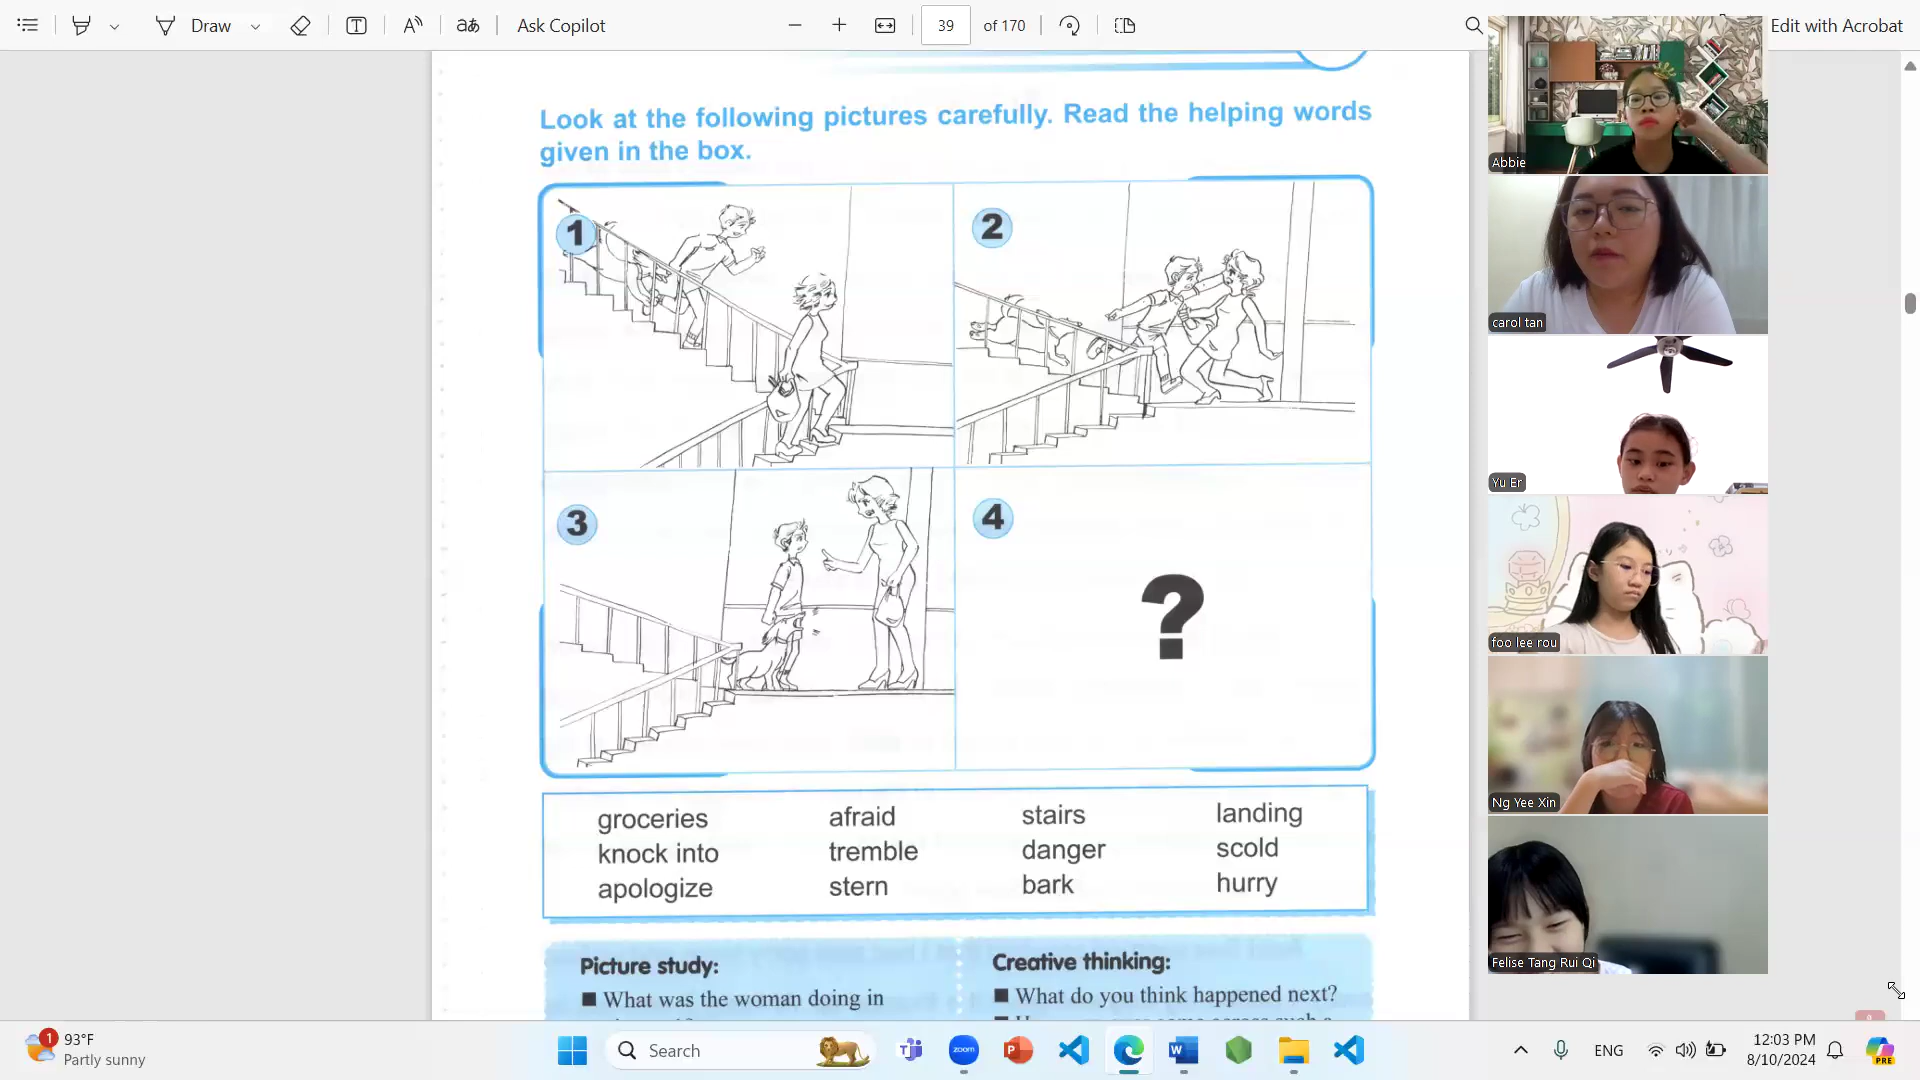 Draw
Ask Copilot
39 of 170
Edit with Acrobat
Look at the following pictures carefully. Read the helping words
given in the box.
1
2
3
4
?
groceries afraid stairs landing
knock into tremble danger scold
apologize stern bark hurry
Picture study:
■ What was the woman doing in
Creative thinking:
■ What do you think happened next?
Abbie
carol tan
Yu Er
foo lee rou
Ng Yee Xin
Felise Tang Rui Qi
1
93°F
Partly sunny
Search
zoom
ENG
12:03 PM
8/10/2024
PRE